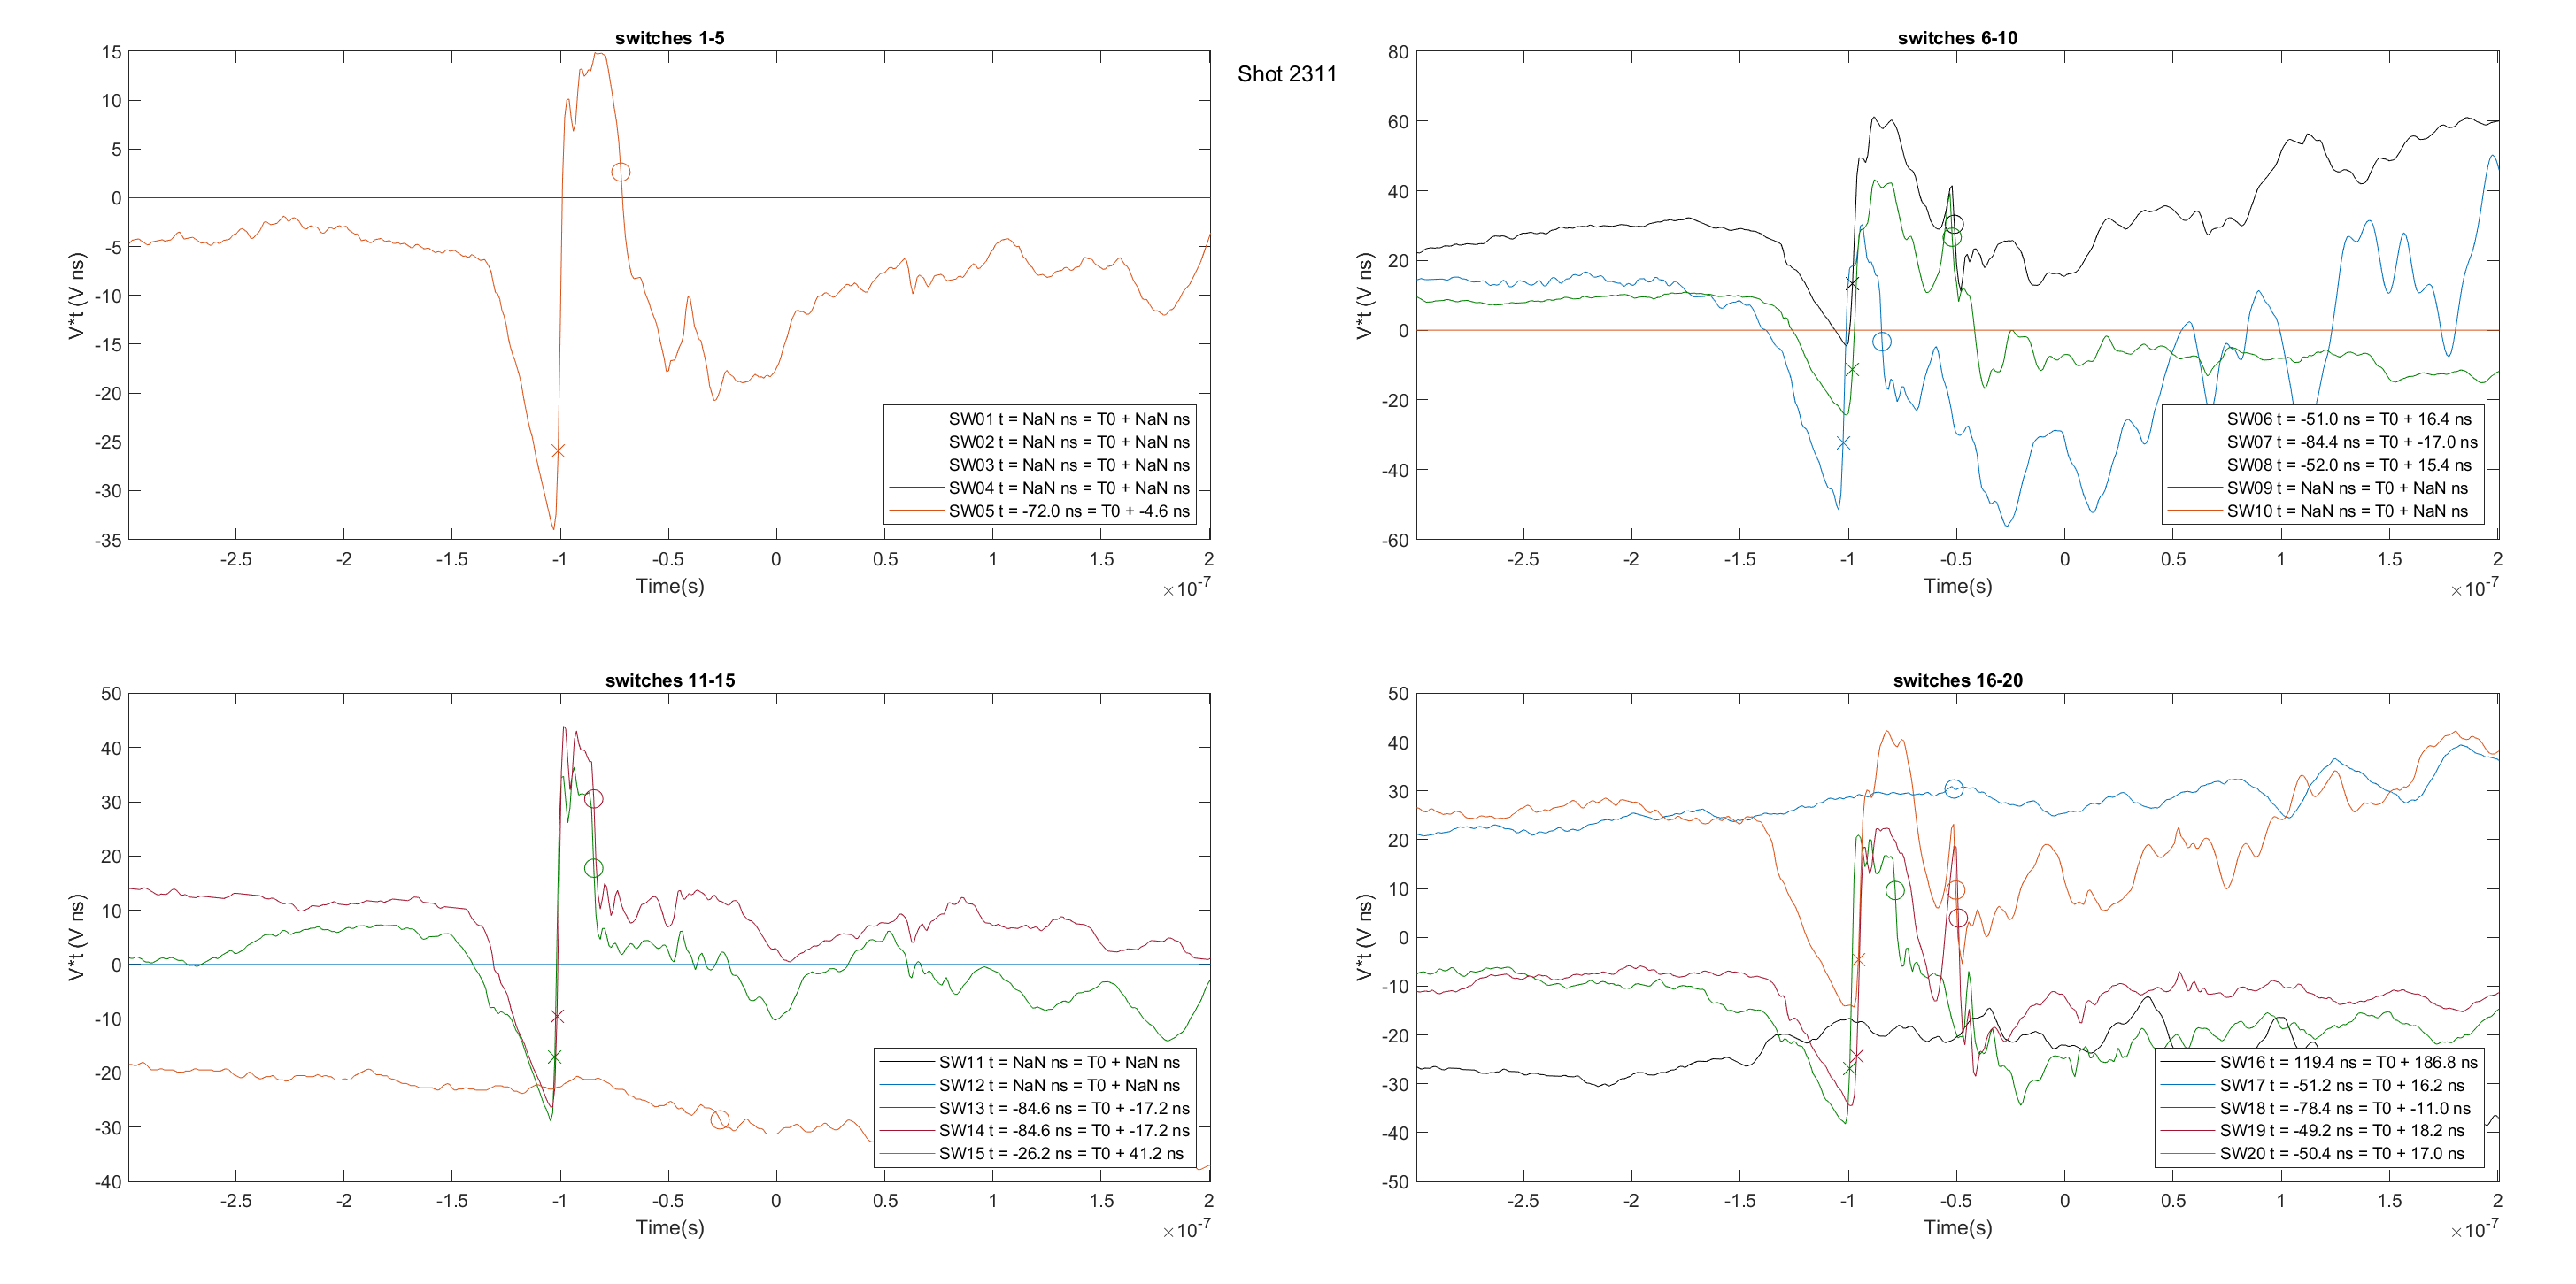 Shot 2311
switches 1-5
15
10
5
0
-5
-10
-15
-20
-25
-30
-35
V*t (V ns)
-2.5 -2 -1.5 -1 -0.5 0 0.5 1 1.5 2
Time(s)
×10-7
SW01 t = NaN ns = T0 + NaN ns
SW02 t = NaN ns = T0 + NaN ns
SW03 t = NaN ns = T0 + NaN ns
SW04 t = NaN ns = T0 + NaN ns
SW05 t = -72.0 ns = T0 + -4.6 ns
switches 6-10
80
60
40
20
0
-20
-40
-60
V*t (V ns)
-2.5 -2 -1.5 -1 -0.5 0 0.5 1 1.5 2
Time(s)
×10-7
SW06 t = -51.0 ns = T0 + 16.4 ns
SW07 t = -84.4 ns = T0 + -17.0 ns
SW08 t = -52.0 ns = T0 + 15.4 ns
SW09 t = NaN ns = T0 + NaN ns
SW10 t = NaN ns = T0 + NaN ns
switches 11-15
50
40
30
20
10
0
-10
-20
-30
-40
V*t (V ns)
-2.5 -2 -1.5 -1 -0.5 0 0.5 1 1.5 2
Time(s)
×10-7
SW11 t = NaN ns = T0 + NaN ns
SW12 t = NaN ns = T0 + NaN ns
SW13 t = -84.6 ns = T0 + -17.2 ns
SW14 t = -84.6 ns = T0 + -17.2 ns
SW15 t = -26.2 ns = T0 + 41.2 ns
switches 16-20
50
40
30
20
10
0
-10
-20
-30
-40
-50
V*t (V ns)
-2.5 -2 -1.5 -1 -0.5 0 0.5 1 1.5 2
Time(s)
×10-7
SW16 t = 119.4 ns = T0 + 186.8 ns
SW17 t = -51.2 ns = T0 + 16.2 ns
SW18 t = -78.4 ns = T0 + -11.0 ns
SW19 t = -49.2 ns = T0 + 18.2 ns
SW20 t = -50.4 ns = T0 + 17.0 ns